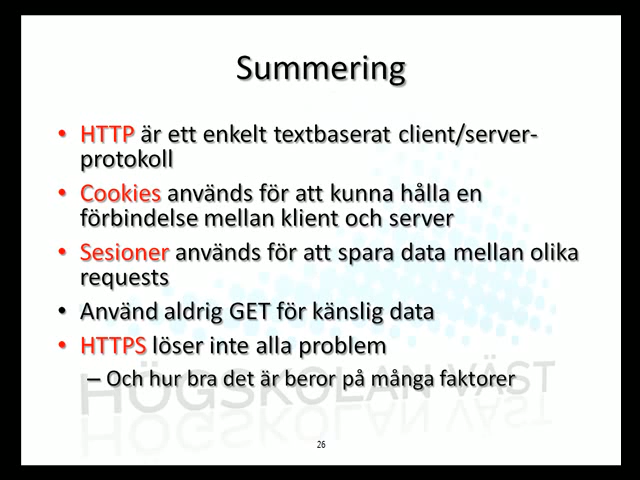 Summering
• HTTP är ett enkelt textbaserat client/server-
protokoll
• Cookies används för att kunna hålla en
förbindelse mellan klient och server
• Sesioner används för att spara data mellan olika
requests
• Använd aldrig GET för känslig data
• HTTPS löser inte alla problem
– Och hur bra det är beror på många faktorer
HÖGSKOLAN VÄST
26